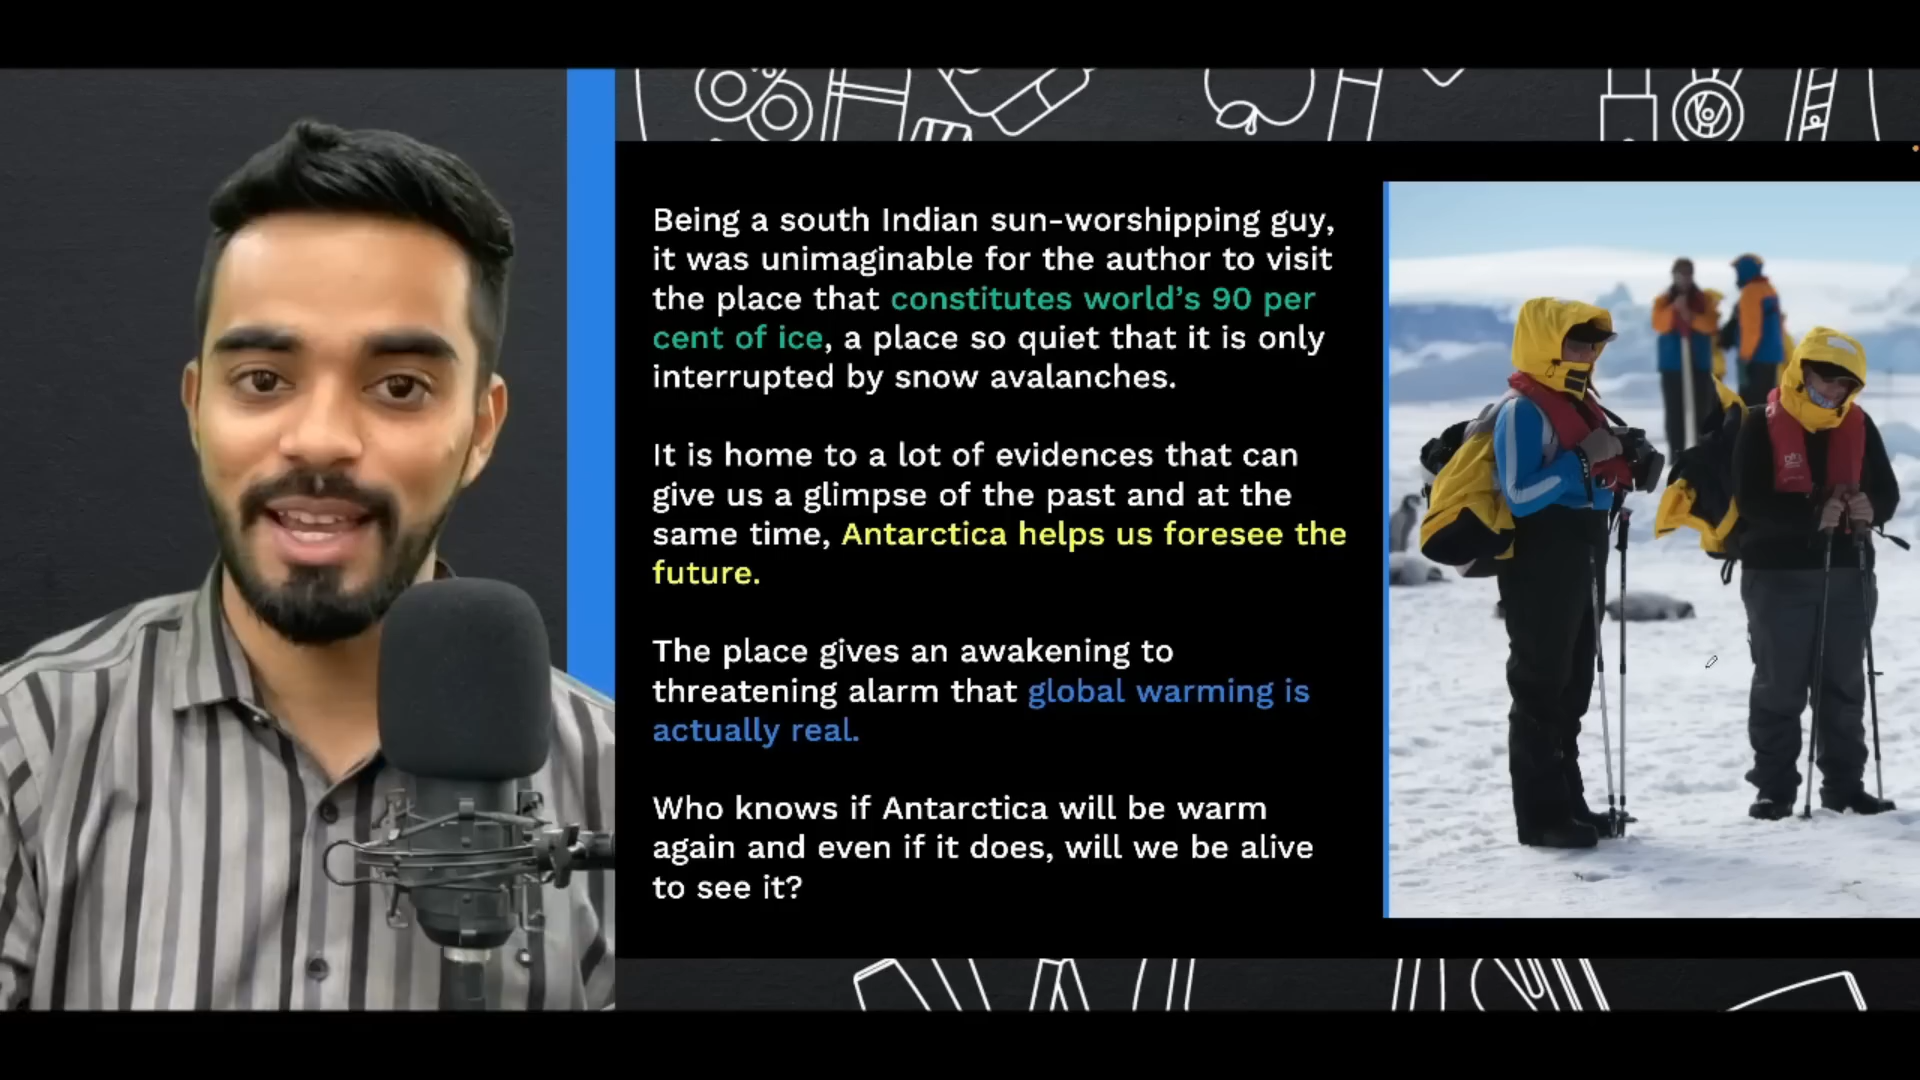 Being a south Indian sun-worshipping guy,
it was unimaginable for the author to visit
the place that constitutes world's 90 per
cent of ice, a place so quiet that it is only
interrupted by snow avalanches.
It is home to a lot of evidences that can
give us a glimpse of the past and at the
same time, Antarctica helps us foresee the
future.
The place gives an awakening to
threatening alarm that global warming is
actually real.
Who knows if Antarctica will be warm
again and even if it does, will we be alive
to see it?